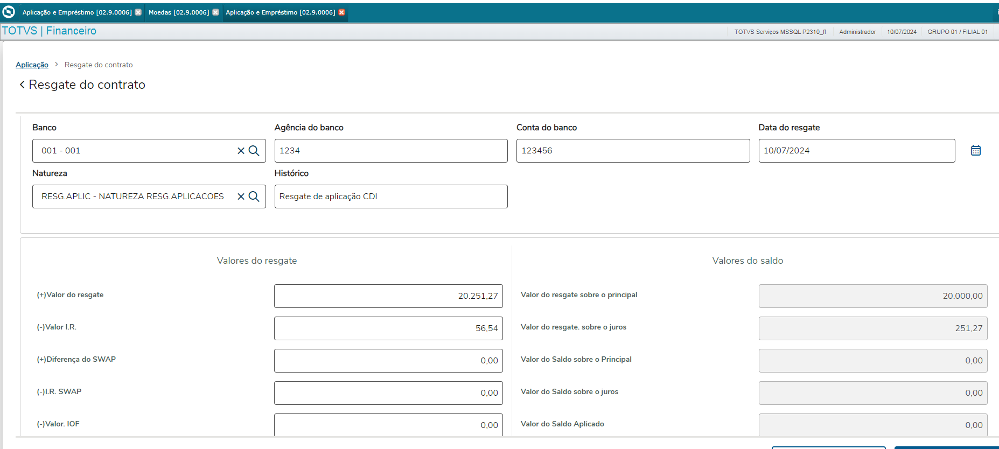 Aplicação e Empréstimo [02.9.0006] Moedas [02.9.0006] Aplicação e Empréstimo [02.9.0006]
TOTVS | Financeiro
TOTVS Serviços MSSQL P2310_ff Administrador 10/07/2024 GRUPO 01 / FILIAL 01
Aplicação > Resgate do contrato
< Resgate do contrato
Banco Agência do banco Conta do banco Data do resgate
001 - 001 1234 123456 10/07/2024
Natureza Histórico
RESG.APLIC - NATUREZA RESG.APLICACOES Resgate de aplicação CDI
Valores do resgate Valores do saldo
(+)Valor do resgate 20.251,27 Valor do resgate sobre o principal 20.000,00
(-)Valor I.R. 56,54 Valor do resgate. sobre o juros 251,27
(+)Diferença do SWAP 0,00 Valor do Saldo sobre o Principal 0,00
(-)I.R. SWAP 0,00 Valor do Saldo sobre o juros 0,00
(-)Valor. IOF 0,00 Valor do Saldo Aplicado 0,00